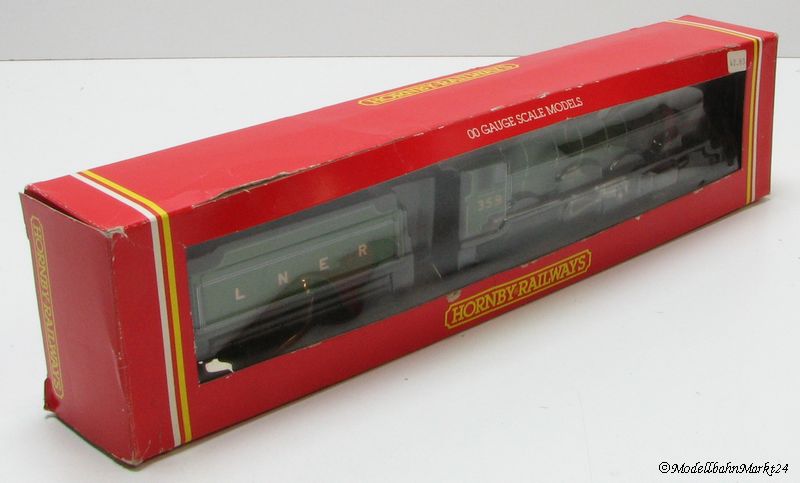 HORNBY RAILWAYS
00 GAUGE SCALE MODELS
359
L N E R
HORNBY RAILWAYS
HORNBY RAILWAYS
©ModellbahnMarkt24